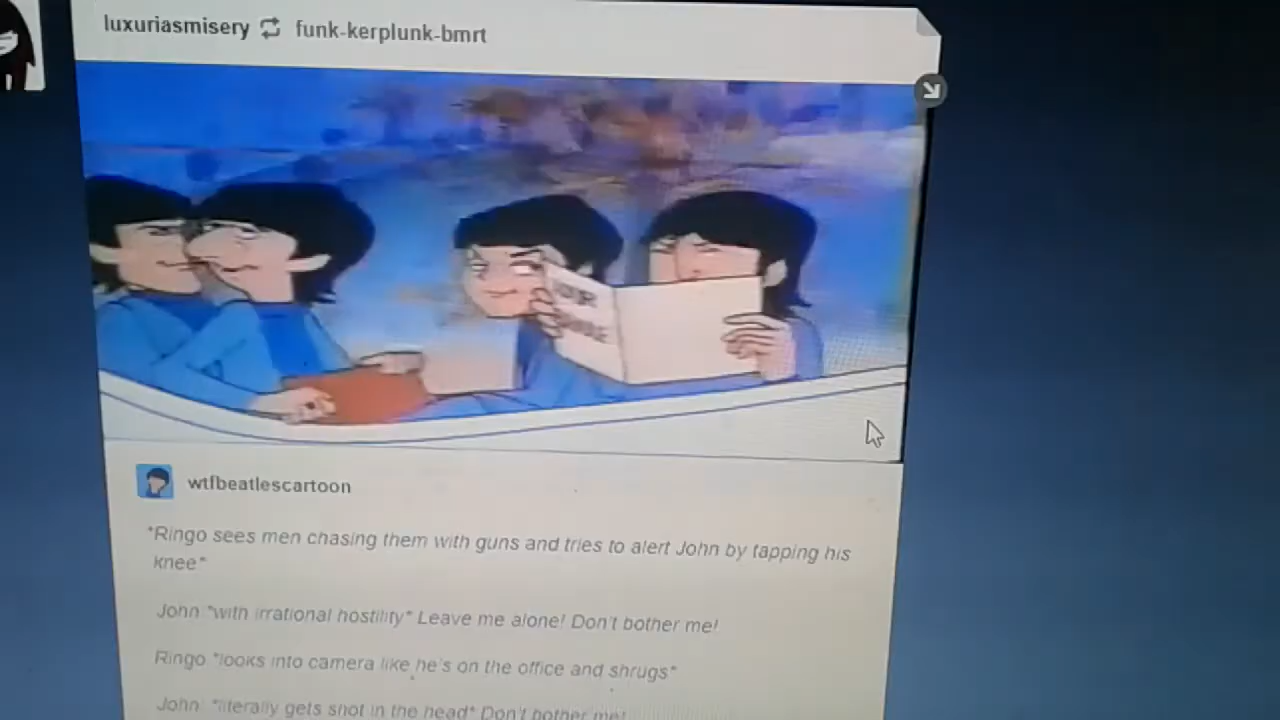 luxuriasmisery funk-kerplunk-bmrt
OUR
wtfbeatlescartoon
*Ringo sees men chasing them with guns and tries to alert John by tapping his
knee*
John *with irrational hostility* Leave me alone! Don't bother me!
Ringo *looks into camera like he's on the office and shrugs*
John: *literally gets shot in the head* Don't bother me!